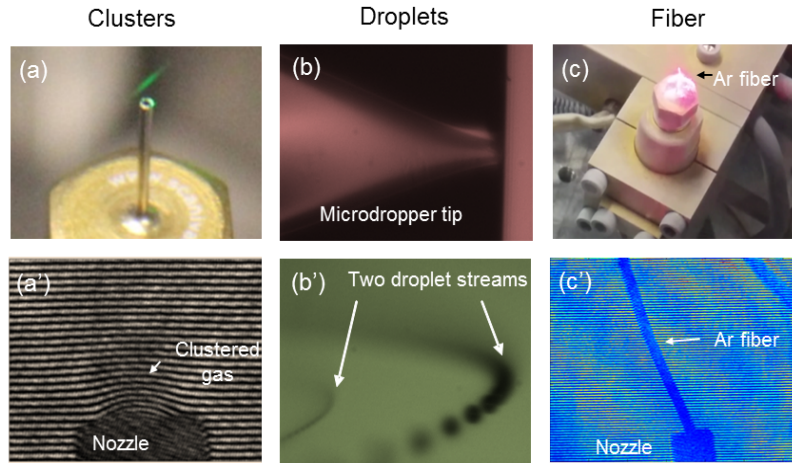 Clusters
Droplets
Fiber
(a)
(b)
(c)
Ar fiber
Microdropper tip
(a')
(b')
(c')
Two droplet streams
Clustered
gas
Ar fiber
Nozzle
Nozzle